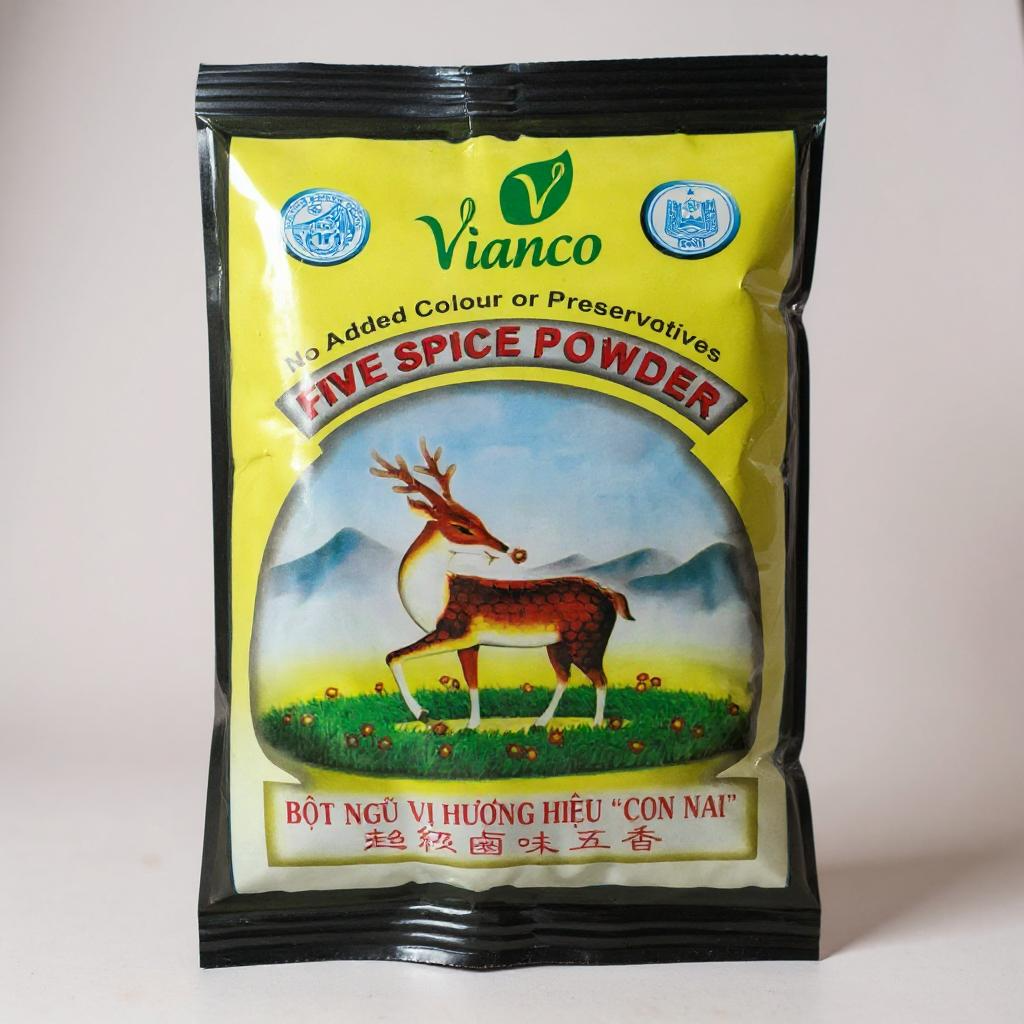 Vianco
No Added Colour or Preservatives
FIVE SPICE POWDER
BỘT NGŨ VỊ HƯƠNG HIỆU "CON NAI"
超級鹵味五香